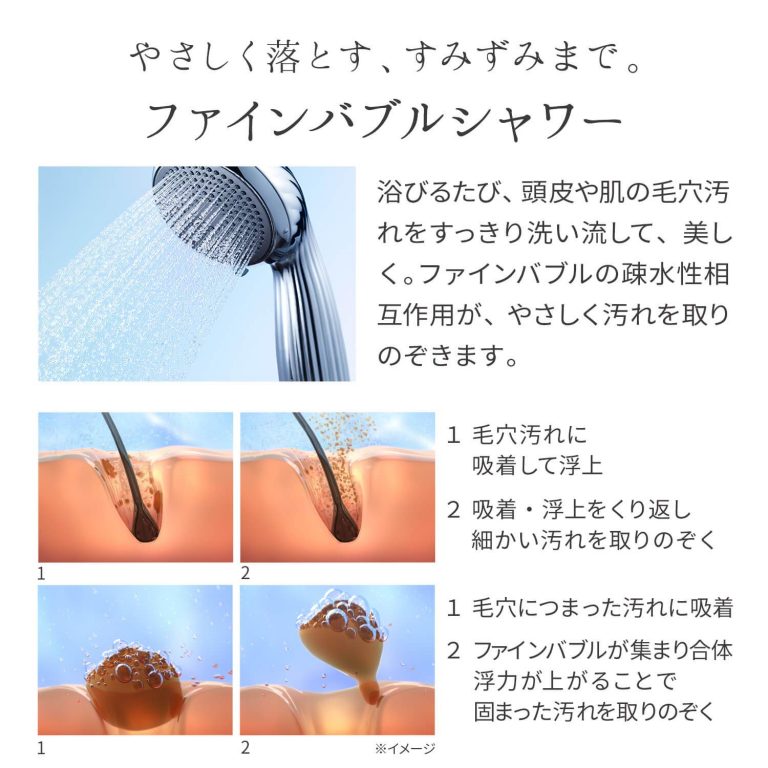 やさしく落とす、すみずみまで。
ファインバブルシャワー
浴びるたび、頭皮や肌の毛穴汚
れをすっきり洗い流して、美し
く。ファインバブルの疎水性相
互作用が、やさしく汚れを取り
のぞきます。
1 毛穴汚れに
吸着して浮上
2 吸着・浮上をくり返し
細かい汚れを取りのぞく
1
2
1 毛穴につまった汚れに吸着
2 ファインバブルが集まり合体
浮力が上がることで
固まった汚れを取りのぞく
1
2
※イメージ